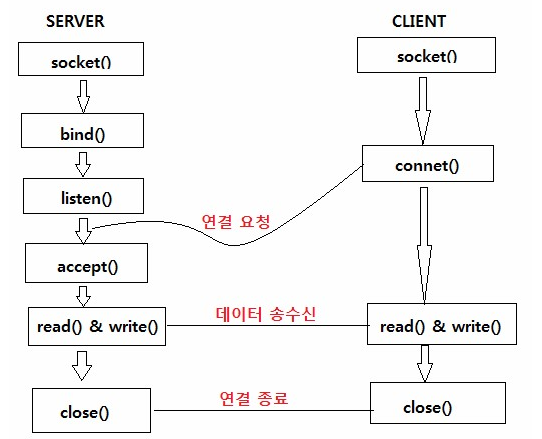 SERVER
CLIENT
socket()
socket()
bind()
connet()
listen()
연결 요청
accept()
데이터 송수신
read() & write()
read() & write()
연결 종료
close()
close()